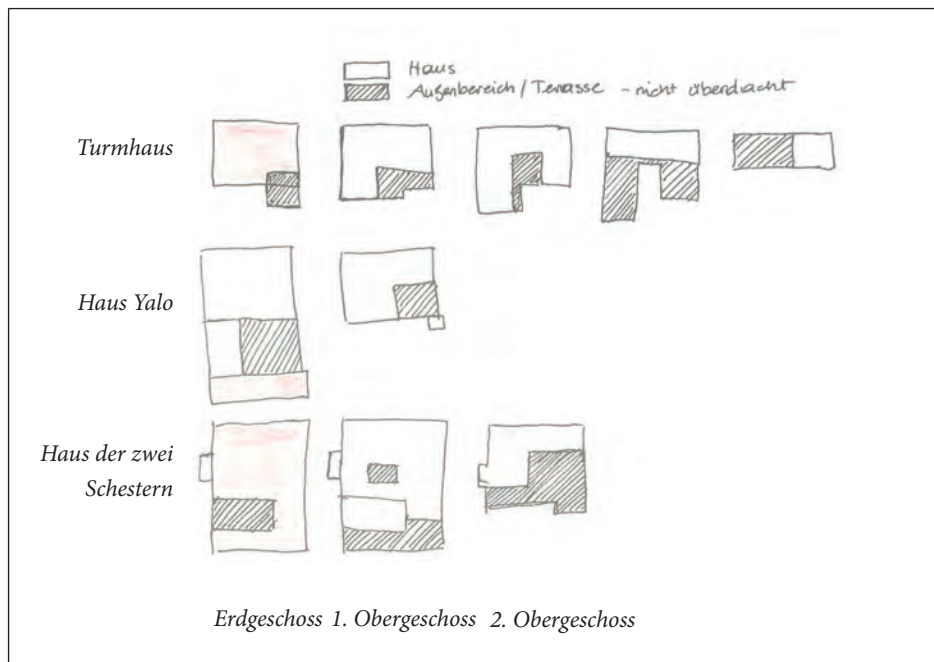 Haus
Außenbereich / Terrasse - nicht überdacht
Turmhaus
Haus Yalo
Haus der zwei
Schestern
Erdgeschoss 1. Obergeschoss 2. Obergeschoss